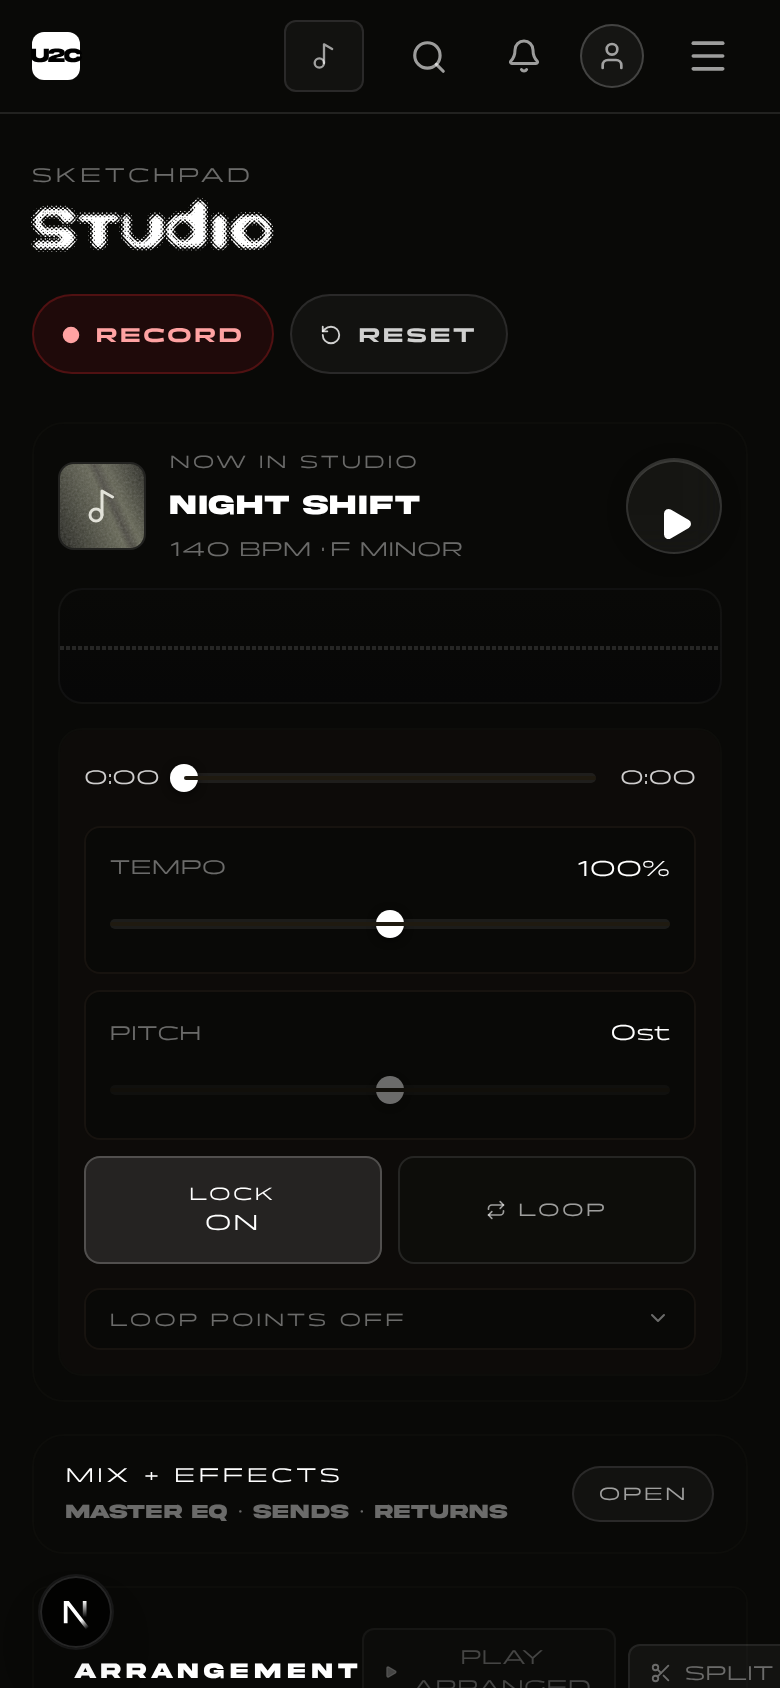 U2C
SKETCHPAD
Studio
RECORD
RESET
NOW IN STUDIO
NIGHT SHIFT
140 BPM · F MINOR
0:00
0:00
TEMPO
100%
PITCH
0st
LOCK
ON
LOOP
LOOP POINTS OFF
MIX + EFFECTS
MASTER EQ · SENDS · RETURNS
OPEN
N
ARRANGEMENT
PLAY
ARRANGED
SPLIT